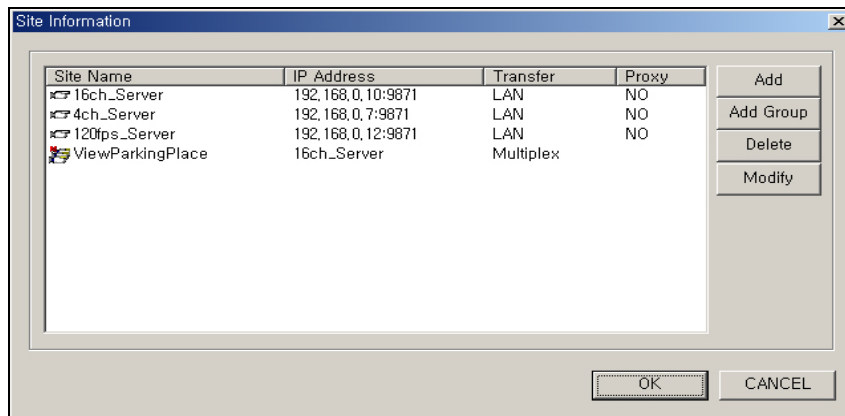 Site Information
Site Name IP Address Transfer Proxy
16ch_Server 192,168,0,10:9871 LAN NO
4ch_Server 192,168,0,7:9871 LAN NO
120fps_Server 192,168,0,12:9871 LAN NO
ViewParkingPlace 16ch_Server Multiplex
Add
Add Group
Delete
Modify
OK CANCEL